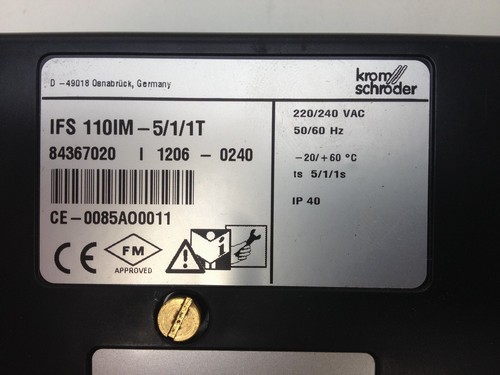 D - 49018 Osnabrück, Germany
krom
schröder
IFS 110IM - 5/1/1T
84367020 I 1206 - 0240
CE - 0085AO0011
CE
FM
APPROVED
220/240 VAC
50/60 Hz
-20/+60 °C
ts 5/1/1s
IP 40